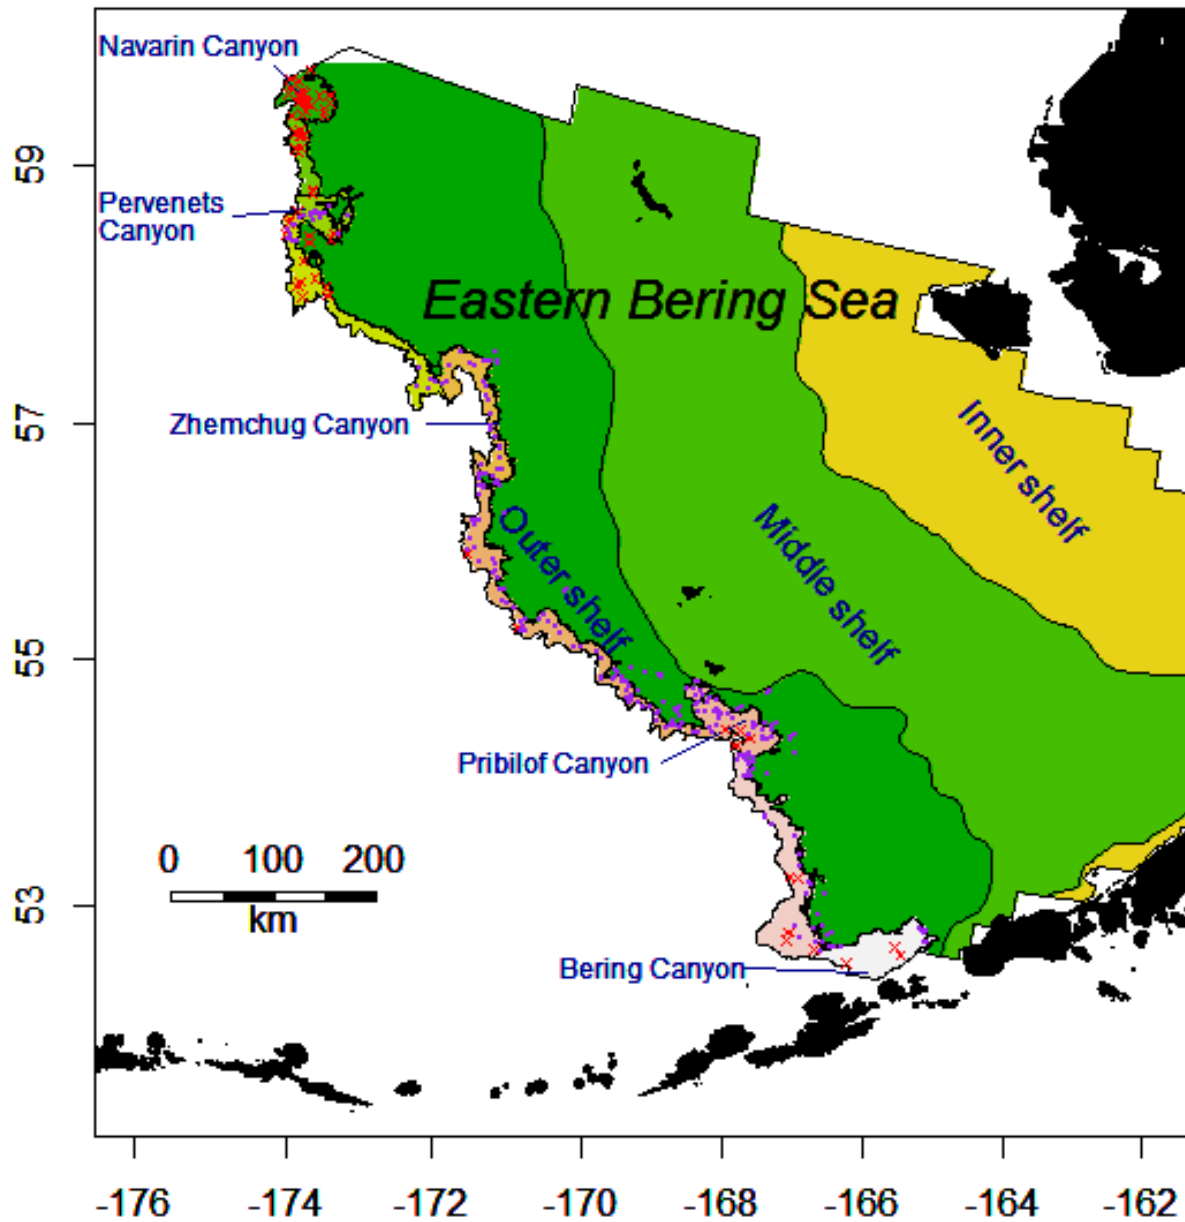 Navarin Canyon
59
Pervenets
Canyon
Eastern Bering Sea
Zhemchug Canyon
57
Inner shelf
Outer shelf
Middle shelf
55
Pribilof Canyon
0 100 200
km
53
Bering Canyon
-176 -174 -172 -170 -168 -166 -164 -162